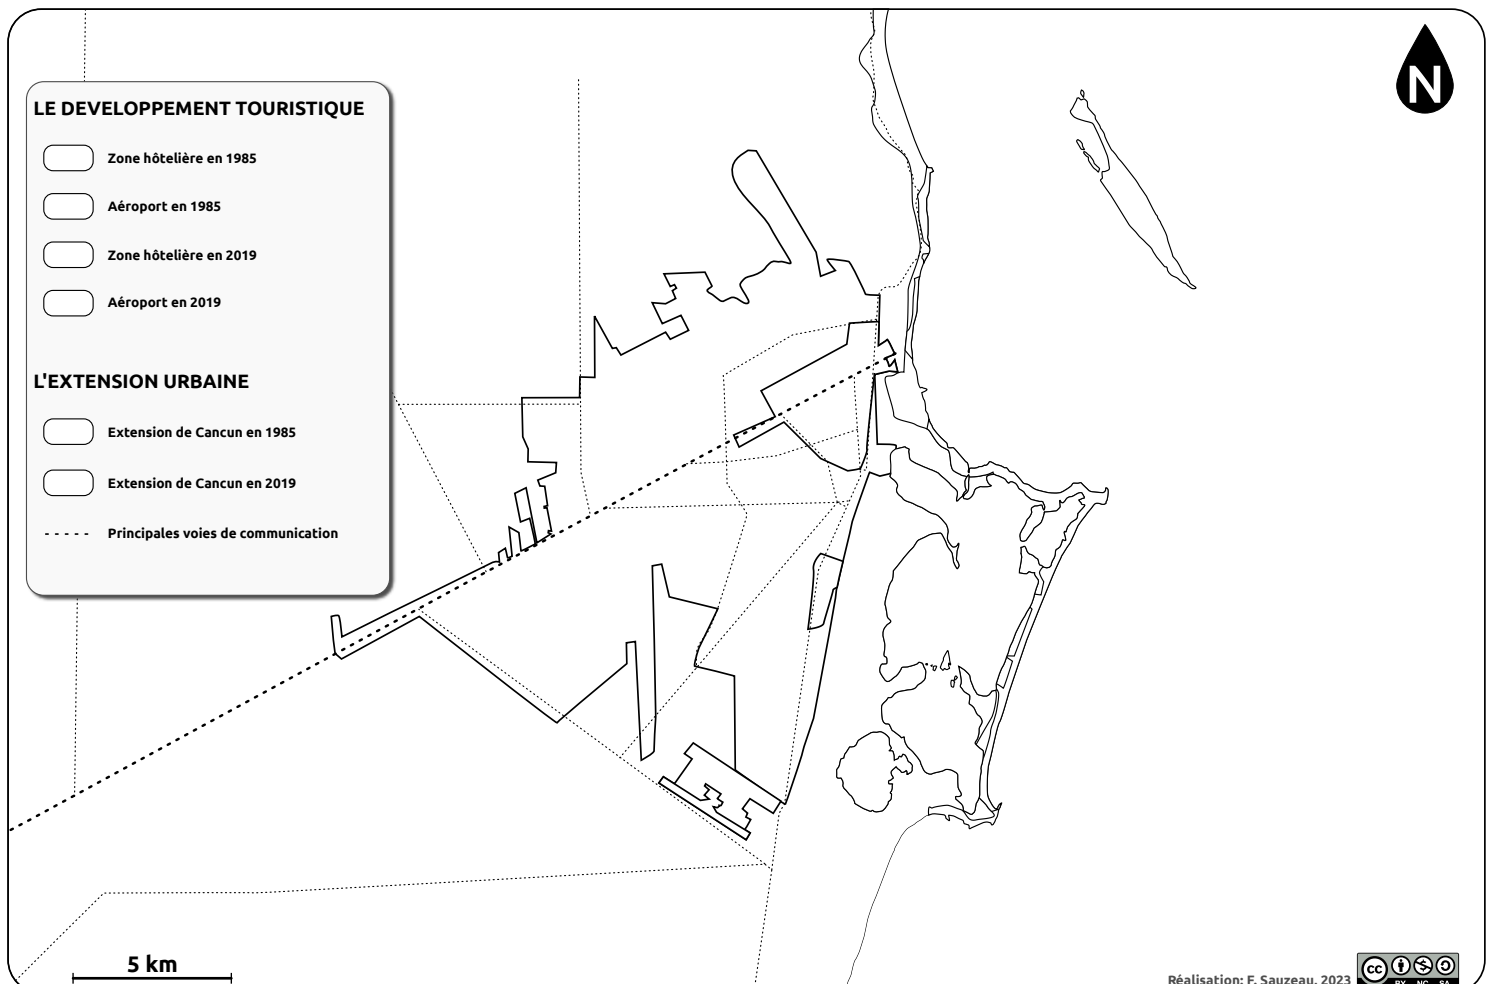 N
LE DEVELOPPEMENT TOURISTIQUE
Zone hôtelière en 1985
Aéroport en 1985
Zone hôtelière en 2019
Aéroport en 2019
L'EXTENSION URBAINE
Extension de Cancun en 1985
Extension de Cancun en 2019
Principales voies de communication
5 km
Réalisation: F. Sauzeau, 2023
cc
BY NC SA